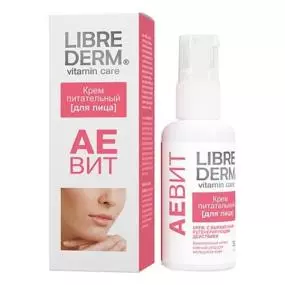 LIBRE
DERM®
vitamin care
Крем
питательный
[для лица]
АЕ
ВИТ
АЕВИТ
LIBRE
DERM
vitamin care
Крем
питательный
[для лица]